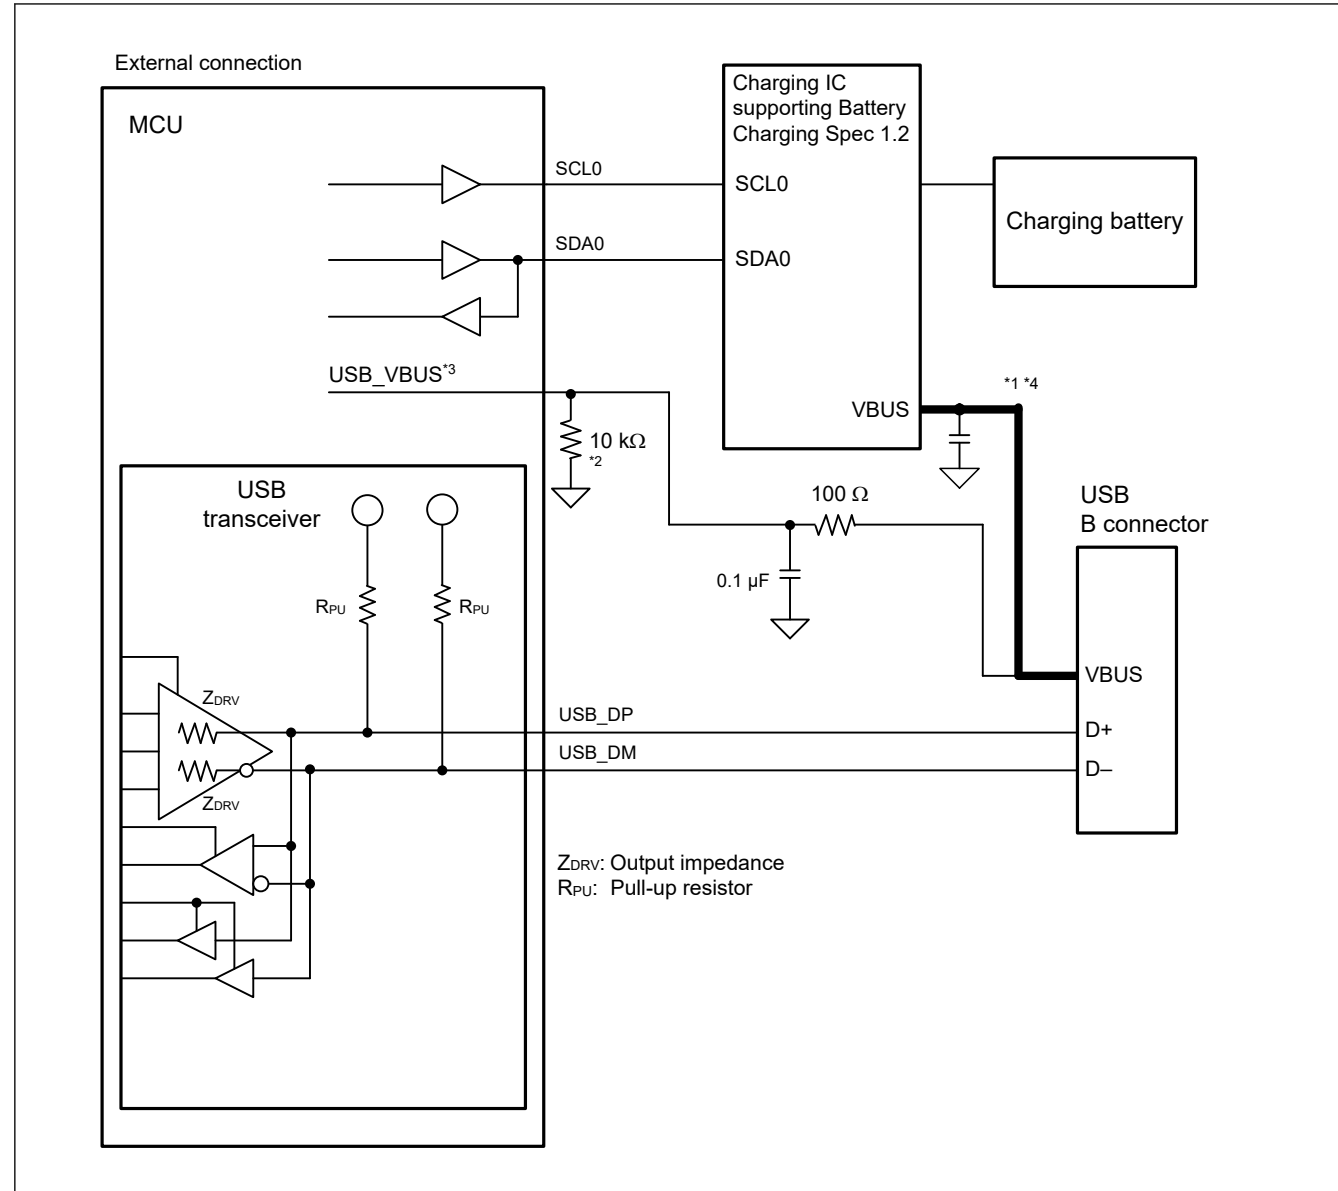 External connection
MCU
Charging IC
supporting Battery
Charging Spec 1.2
SCL0
SCL0
SDA0
SDA0
Charging battery
USB_VBUS*3
VBUS
*1 *4
10 kΩ
*2
USB
transceiver
100 Ω
USB
B connector
0.1 µF
RPU
RPU
VBUS
ZDRV
USB_DP
D+
USB_DM
D–
ZDRV
ZDRV: Output impedance
RPU: Pull-up resistor